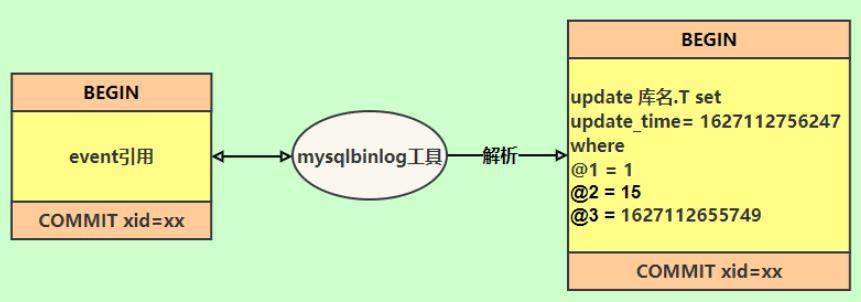 BEGIN
event引用
COMMIT xid=xx
mysqlbinlog工具
解析
BEGIN
update 库名.T set
update_time= 1627112756247
where
@1 = 1
@2 = 15
@3 = 1627112655749
COMMIT xid=xx